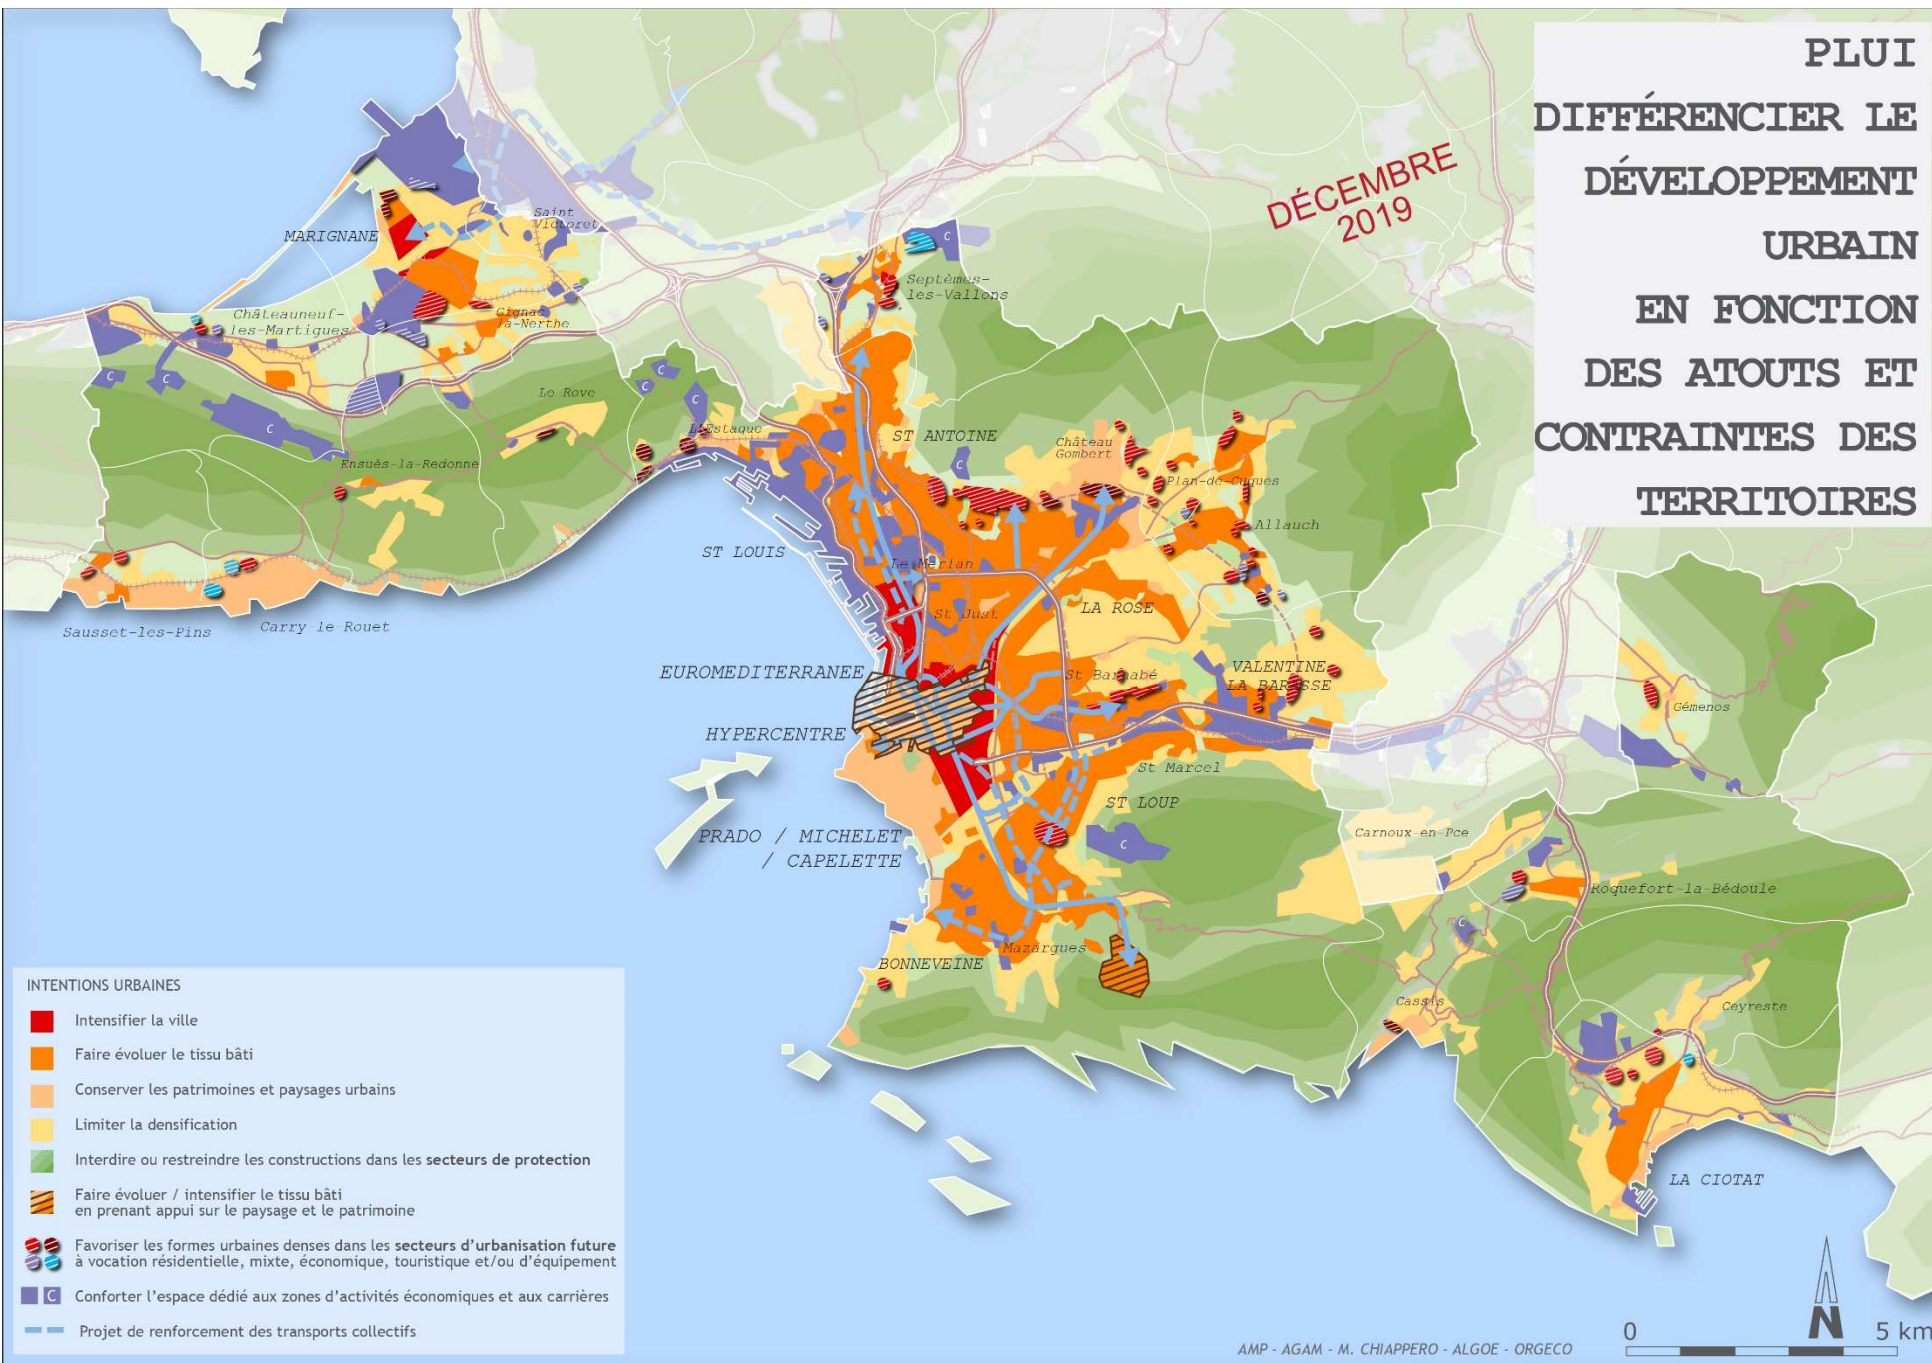 PLUI
DIFFÉRENCIER LE
DÉVELOPPEMENT
URBAIN
EN FONCTION
DES ATOUTS ET
CONTRAINTES DES
TERRITOIRES
DÉCEMBRE
2019
MARIGNANE
Saint
Victoret
Septèmes-
les-Vallons
Châteauneuf-
les-Martigues
Gignac
la-Nerthe
Le Rove
L'Estaque
ST ANTOINE
Château
Gombert
Ensuès-la-Redonne
Plan-de-Cuques
Allauch
ST LOUIS
Le Merlan
LA ROSE
St Just
Sausset-les-Pins
Carry-le-Rouet
EUROMEDITERRANEE
St Barnabé
VALENTINE
LA BARASSE
Gémenos
HYPERCENTRE
St Marcel
ST LOUP
PRADO / MICHELET
/ CAPELETTE
Carnoux-en-Pce
Roquefort-la-Bédoule
Mazargues
BONNEVEINE
Cassis
Ceyreste
LA CIOTAT
C
C
C
C
C
C
C
C
C
C
INTENTIONS URBAINES
Intensifier la ville
Faire évoluer le tissu bâti
Conserver les patrimoines et paysages urbains
Limiter la densification
Interdire ou restreindre les constructions dans les secteurs de protection
Faire évoluer / intensifier le tissu bâti
en prenant appui sur le paysage et le patrimoine
Favoriser les formes urbaines denses dans les secteurs d'urbanisation future
à vocation résidentielle, mixte, économique, touristique et/ou d'équipement
C Conforter l'espace dédié aux zones d'activités économiques et aux carrières
Projet de renforcement des transports collectifs
AMP - AGAM - M. CHIAPPERO - ALGOE - ORGECO
0 5 km
N